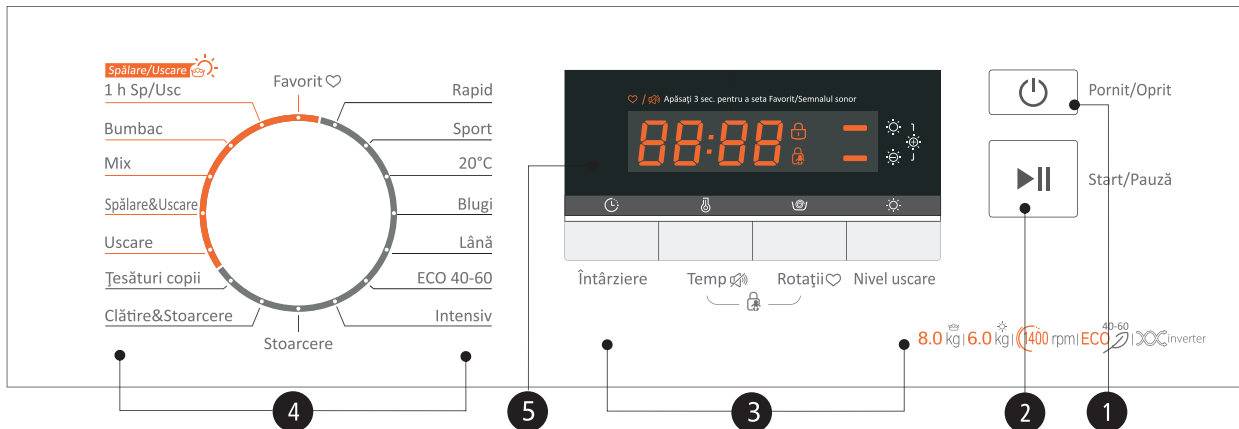 Spălare/Uscare
Favorit
1 h Sp/Usc
Bumbac
Mix
Spălare&Uscare
Uscare
Țesături copii
Clătire&Stoarcere
Stoarcere
Rapid
Sport
20°C
Blugi
Lână
ECO 40-60
Intensiv
/ Apăsați 3 sec. pentru a seta Favorit/Semnalul sonor
88:88
Întârziere
Temp
Rotații
Nivel uscare
Pornit/Oprit
Start/Pauză
8.0 kg | 6.0 kg | 1400 rpm | ECO 40-60 | inverter
4
5
3
2
1